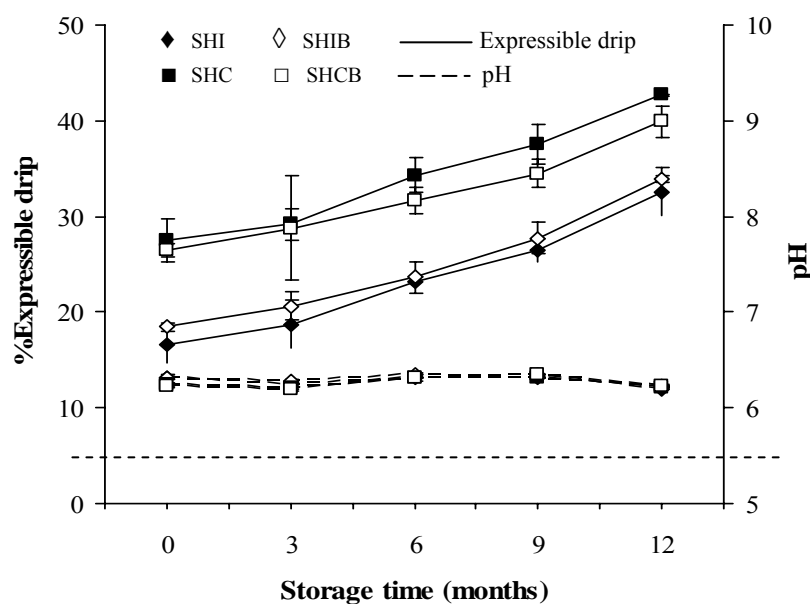 SHI SHIB Expressible drip
SHC SHCB pH
%Expressible drip
50
40
30
20
10
0
10
9
8
7
6
5
pH
0 3 6 9 12
Storage time (months)